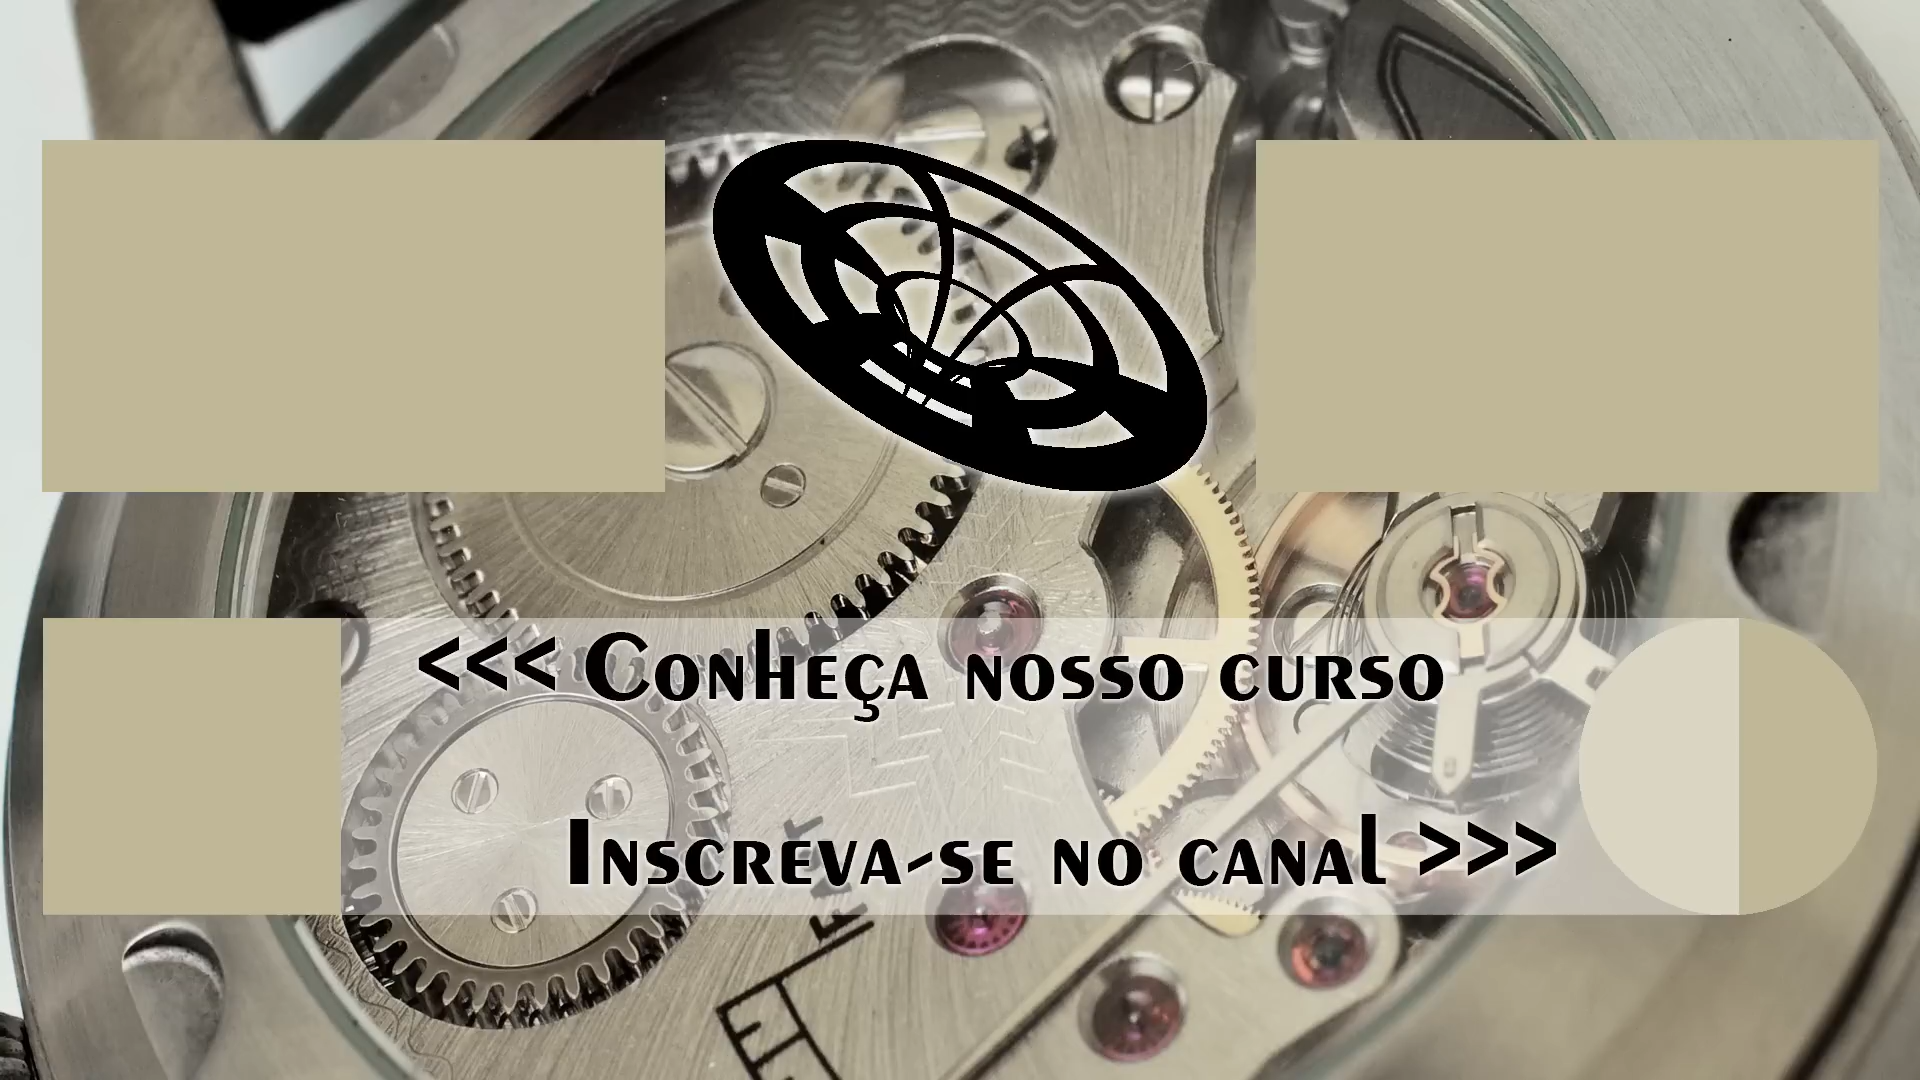 <<< Conheça nosso curso
Inscreva-se no canal >>>